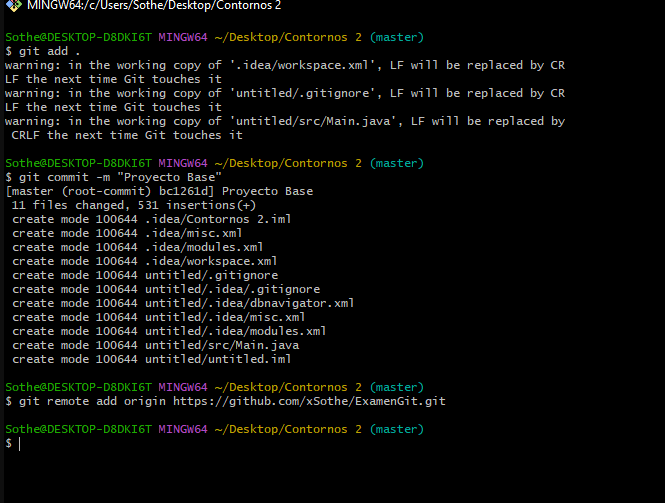 MINGW64:/c/Users/Sothe/Desktop/Contornos 2
Sothe@DESKTOP-D8DKI6T MINGW64 ~/Desktop/Contornos 2 (master)
$ git add .
warning: in the working copy of '.idea/workspace.xml', LF will be replaced by CR
LF the next time Git touches it
warning: in the working copy of 'untitled/.gitignore', LF will be replaced by CR
LF the next time Git touches it
warning: in the working copy of 'untitled/src/Main.java', LF will be replaced by
 CRLF the next time Git touches it
Sothe@DESKTOP-D8DKI6T MINGW64 ~/Desktop/Contornos 2 (master)
$ git commit -m "Proyecto Base"
[master (root-commit) bc1261d] Proyecto Base
 11 files changed, 531 insertions(+)
 create mode 100644 .idea/Contornos 2.iml
 create mode 100644 .idea/misc.xml
 create mode 100644 .idea/modules.xml
 create mode 100644 .idea/workspace.xml
 create mode 100644 untitled/.gitignore
 create mode 100644 untitled/.idea/.gitignore
 create mode 100644 untitled/.idea/dbnavigator.xml
 create mode 100644 untitled/.idea/misc.xml
 create mode 100644 untitled/.idea/modules.xml
 create mode 100644 untitled/src/Main.java
 create mode 100644 untitled/untitled.iml
Sothe@DESKTOP-D8DKI6T MINGW64 ~/Desktop/Contornos 2 (master)
$ git remote add origin https://github.com/xSothe/ExamenGit.git
Sothe@DESKTOP-D8DKI6T MINGW64 ~/Desktop/Contornos 2 (master)
$